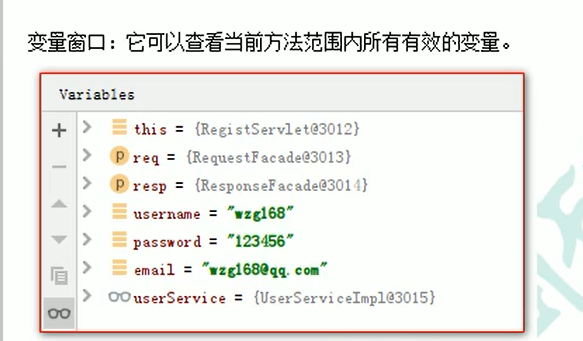 变量窗口：它可以查看当前方法范围内所有有效的变量。
Variables
this = {RegistServlet@3012}
p req = {RequestFacade@3013}
p resp = {ResponseFacade@3014}
username = "wzg168"
password = "123456"
email = "wzg168@qq.com"
userService = {UserServiceImpl@3015}